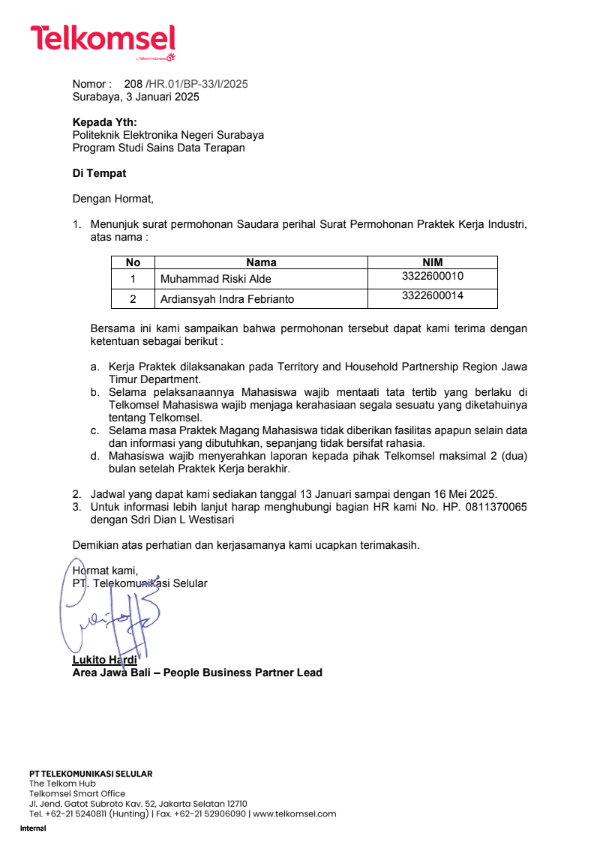 Telkomsel
Nomor : 208 /HR.01/BP-33/I/2025
Surabaya, 3 Januari 2025
Kepada Yth:
Politeknik Elektronika Negeri Surabaya
Program Studi Sains Data Terapan
Di Tempat
Dengan Hormat,
1. Menunjuk surat permohonan Saudara perihal Surat Permohonan Praktek Kerja Industri,
atas nama :
No Nama NIM
1 Muhammad Riski Alde 3322600010
2 Ardiansyah Indra Febrianto 3322600014
Bersama ini kami sampaikan bahwa permohonan tersebut dapat kami terima dengan
ketentuan sebagai berikut :
a. Kerja Praktek dilaksanakan pada Territory and Household Partnership Region Jawa
Timur Department.
b. Selama pelaksanaannya Mahasiswa wajib mentaati tata tertib yang berlaku di
Telkomsel Mahasiswa wajib menjaga kerahasiaan segala sesuatu yang diketahuinya
tentang Telkomsel.
c. Selama masa Praktek Magang Mahasiswa tidak diberikan fasilitas apapun selain data
dan informasi yang dibutuhkan, sepanjang tidak bersifat rahasia.
d. Mahasiswa wajib menyerahkan laporan kepada pihak Telkomsel maksimal 2 (dua)
bulan setelah Praktek Kerja berakhir.
2. Jadwal yang dapat kami sediakan tanggal 13 Januari sampai dengan 16 Mei 2025.
3. Untuk informasi lebih lanjut harap menghubungi bagian HR kami No. HP. 0811370065
dengan Sdri Dian L Westisari
Demikian atas perhatian dan kerjasamanya kami ucapkan terimakasih.
Hormat kami,
PT. Telekomunikasi Selular
Lukito Hardi
Area Jawa Bali – People Business Partner Lead
PT TELEKOMUNIKASI SELULAR
The Telkom Hub
Telkomsel Smart Office
Jl. Jend. Gatot Subroto Kav. 52, Jakarta Selatan 12710
Tel. +62-21 5240811 (Hunting) | Fax. +62-21 52906090 | www.telkomsel.com
Internal